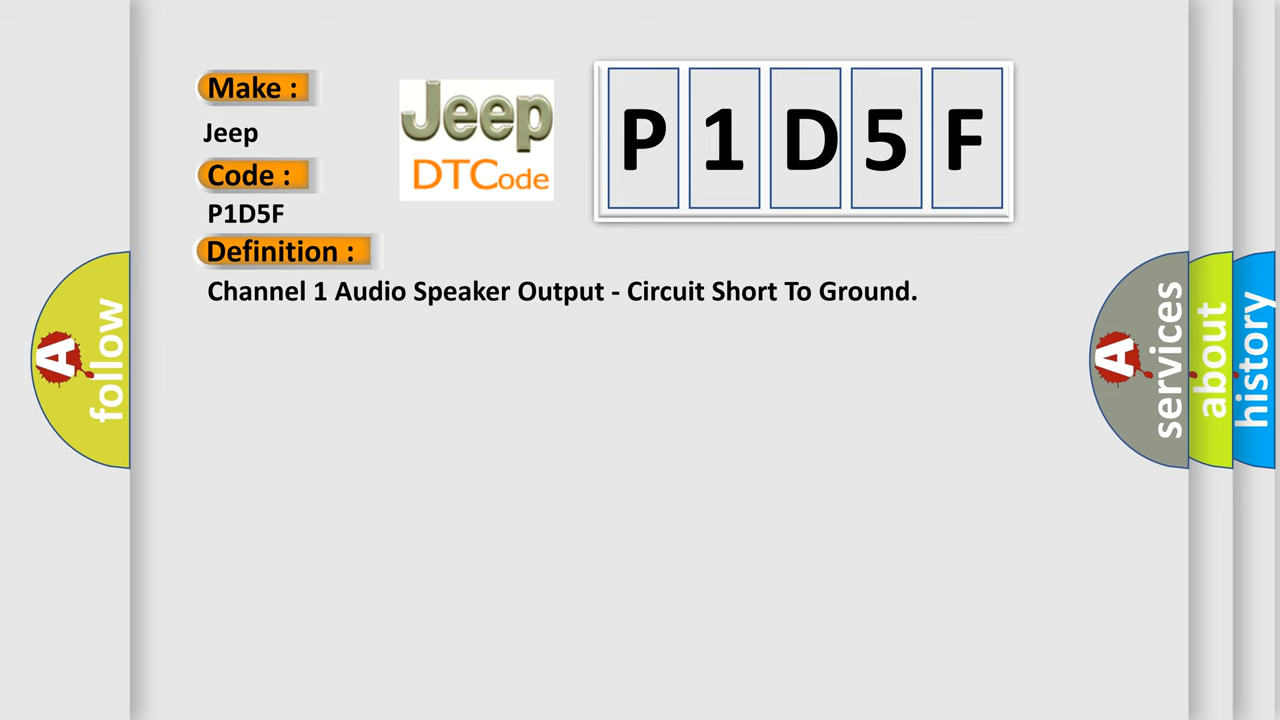 Make :
Jeep
Code :
P1D5F
Definition :
Channel 1 Audio Speaker Output - Circuit Short To Ground.
Jeep
DTCode
P 1 D 5 F
A follow
A services
about
history